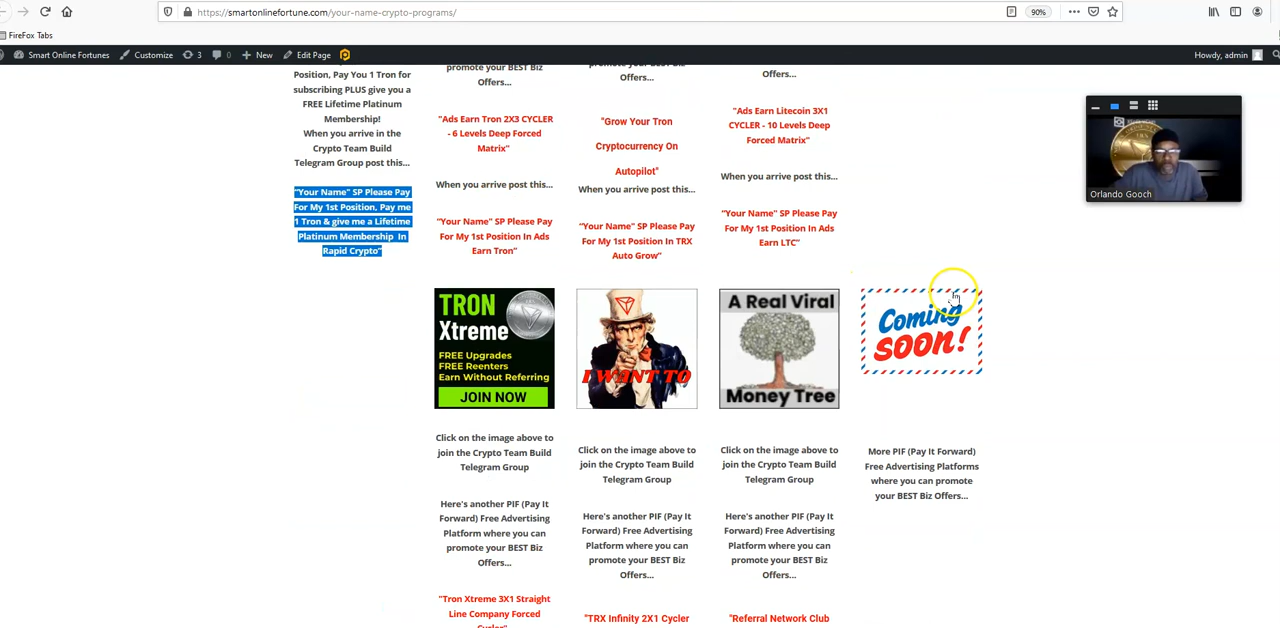 https://smartonlinefortune.com/your-name-crypto-programs/
90%
FireFox Tabs
Smart Online Fortunes
Customize
3
0
New
Edit Page
Howdy, admin
Position, Pay You 1 Tron for
subscribing PLUS give you a
FREE Lifetime Platinum
Membership!
When you arrive in the
Crypto Team Build
Telegram Group post this...
"Your Name" SP Please Pay
For My 1st Position, Pay me
1 Tron & give me a Lifetime
Platinum Membership In
Rapid Crypto"
promote your BEST Biz
Offers...
"Ads Earn Tron 2X3 CYCLER
- 6 Levels Deep Forced
Matrix"
When you arrive post this...
"Your Name" SP Please Pay
For My 1st Position In Ads
Earn Tron"
promote your BEST Biz
Offers...
"Grow Your Tron
Cryptocurrency On
Autopilot"
When you arrive post this...
"Your Name" SP Please Pay
For My 1st Position In TRX
Auto Grow"
Offers...
"Ads Earn Litecoin 3X1
CYCLER - 10 Levels Deep
Forced Matrix"
When you arrive post this...
"Your Name" SP Please Pay
For My 1st Position In Ads
Earn LTC"
Orlando Gooch
TRON
Xtreme
FREE Upgrades
FREE Reenters
Earn Without Referring
JOIN NOW
Click on the image above to
join the Crypto Team Build
Telegram Group
Here's another PIF (Pay It
Forward) Free Advertising
Platform where you can
promote your BEST Biz
Offers...
"Tron Xtreme 3X1 Straight
Line Company Forced
Cycler"
I WANT TO
Click on the image above to
join the Crypto Team Build
Telegram Group
Here's another PIF (Pay It
Forward) Free Advertising
Platform where you can
promote your BEST Biz
Offers...
"TRX Infinity 2X1 Cycler
A Real Viral
Money Tree
Click on the image above to
join the Crypto Team Build
Telegram Group
Here's another PIF (Pay It
Forward) Free Advertising
Platform where you can
promote your BEST Biz
Offers...
"Referral Network Club
Coming
SOON!
More PIF (Pay It Forward)
Free Advertising Platforms
where you can promote
your BEST Biz Offers...